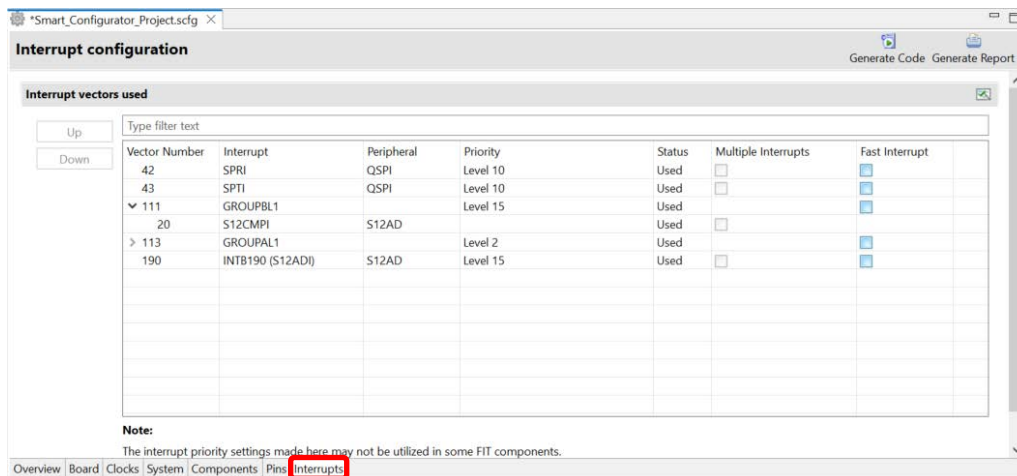 *Smart_Configurator_Project.scfg
Interrupt configuration
Generate Code Generate Report
Interrupt vectors used
Up
Down
Type filter text
Vector Number Interrupt Peripheral Priority Status Multiple Interrupts Fast Interrupt
42 SPRI QSPI Level 10 Used
43 SPTI QSPI Level 10 Used
111 GROUPBL1 Level 15 Used
20 S12CMPI S12AD Used
113 GROUPAL1 Level 2 Used
190 INTB190 (S12ADI) S12AD Level 15 Used
Note:
The interrupt priority settings made here may not be utilized in some FIT components.
Overview Board Clocks System Components Pins Interrupts